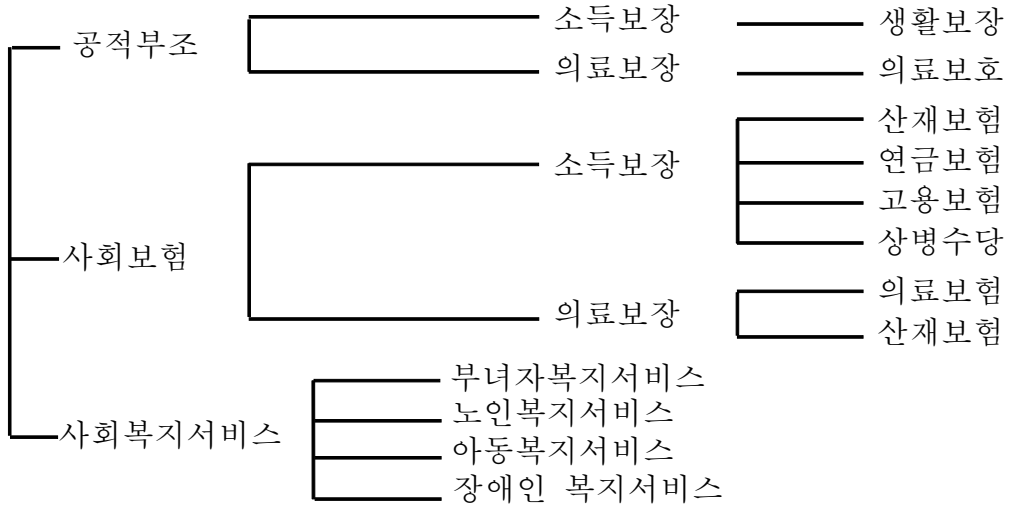 소득보장 생활보장
공적부조
의료보장 의료보호
산재보험
소득보장 연금보험
고용보험
사회보험 상병수당
의료보장 의료보험
산재보험
부녀자복지서비스
노인복지서비스
사회복지서비스
아동복지서비스
장애인 복지서비스